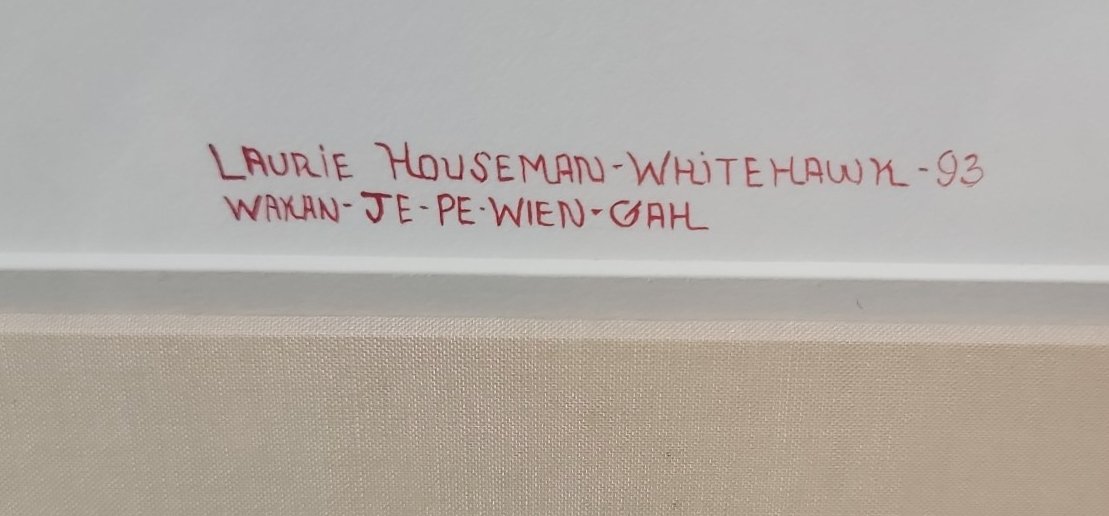 LAURiE HOUSEMAN-WHiTEHAWK-93
WAKAN-JE-PE-WIEN-GAH